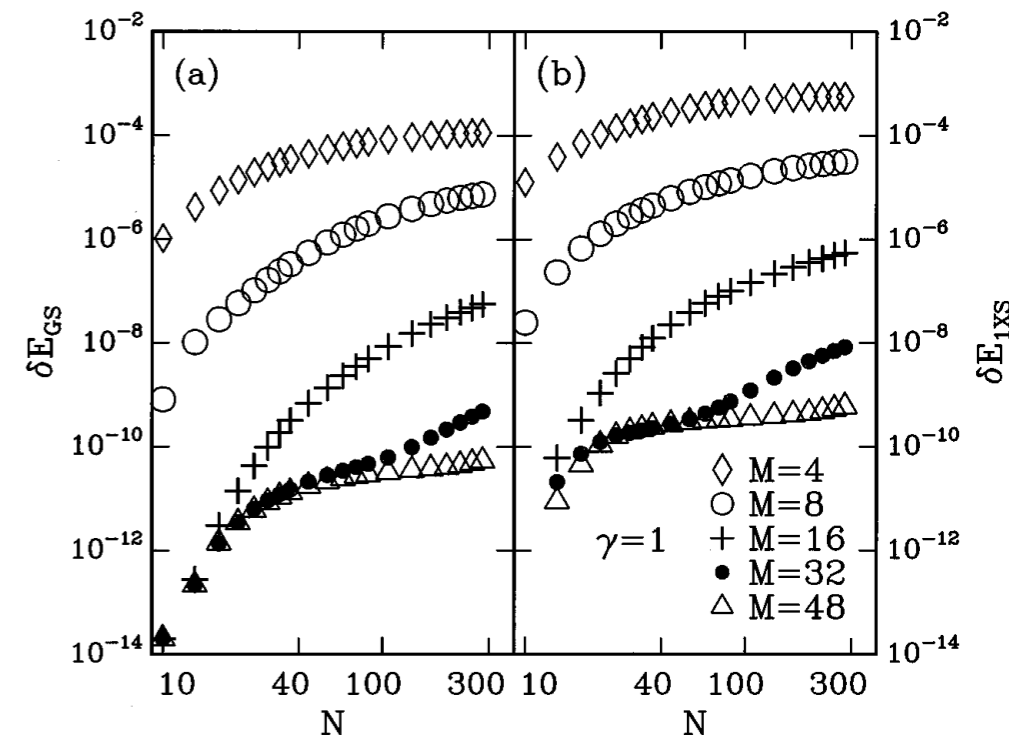 (a)
(b)
10⁻²
10⁻⁴
10⁻⁶
10⁻⁸
10⁻¹⁰
10⁻¹²
10⁻¹⁴
δE_GS
10 40 100 300
N
10 40 100 300
N
M=4
M=8
M=16
M=32
M=48
γ=1
10⁻²
10⁻⁴
10⁻⁶
10⁻⁸
10⁻¹⁰
10⁻¹²
10⁻¹⁴
δE_1XS